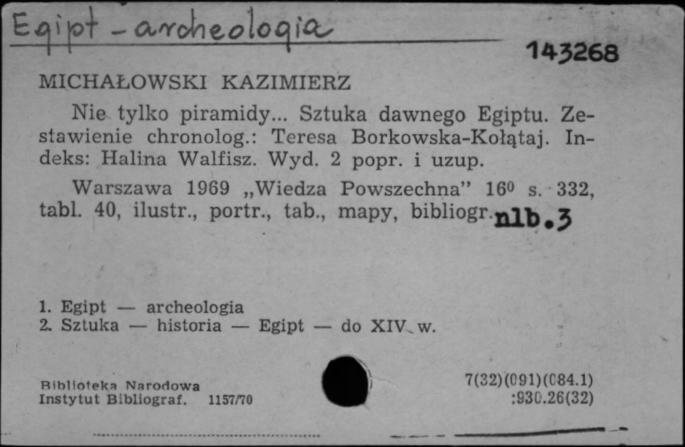 Egipt - archeologia
143268
MICHAŁOWSKI KAZIMIERZ
Nie tylko piramidy... Sztuka dawnego Egiptu. Ze-
stawienie chronolog.: Teresa Borkowska-Kołątaj. In-
deks: Halina Walfisz. Wyd. 2 popr. i uzup.
Warszawa 1969 „Wiedza Powszechna” 16⁰ s. 332,
tabl. 40, ilustr., portr., tab., mapy, bibliogr. nlb. 3
1. Egipt — archeologia
2. Sztuka — historia — Egipt — do XIV w.
Biblioteka Narodowa
Instytut Bibliograf. 1157/70
7(32)(091)(084.1)
:930.26(32)